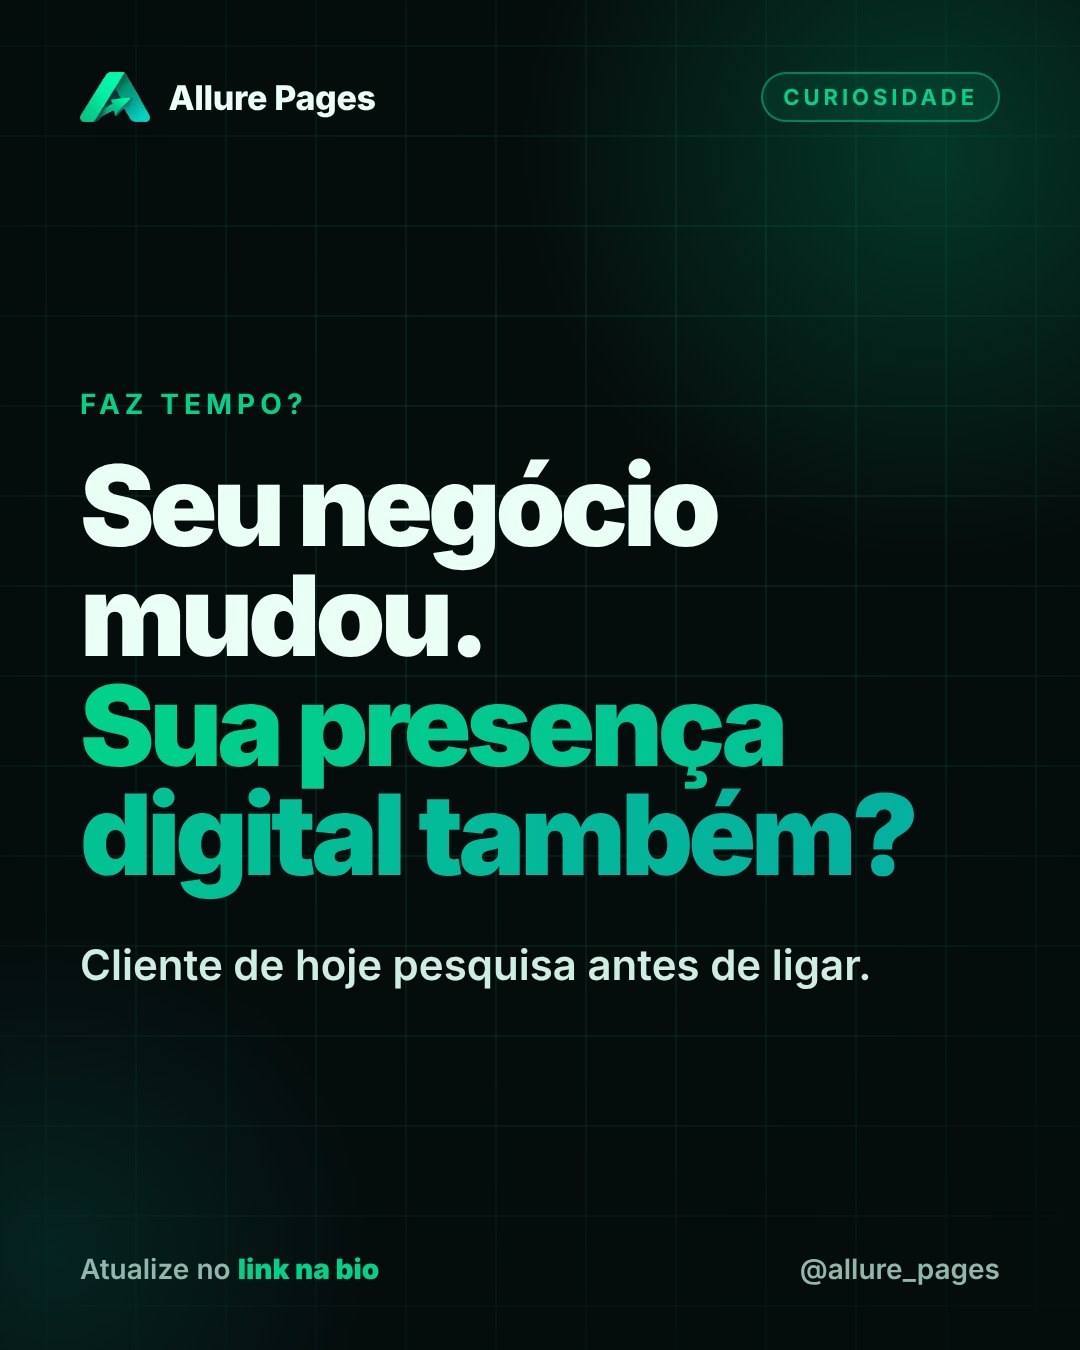 Allure Pages
CURIOSIDADE
FAZ TEMPO?
Seu negócio
mudou.
Sua presença
digital também?
Cliente de hoje pesquisa antes de ligar.
Atualize no link na bio
@allure_pages